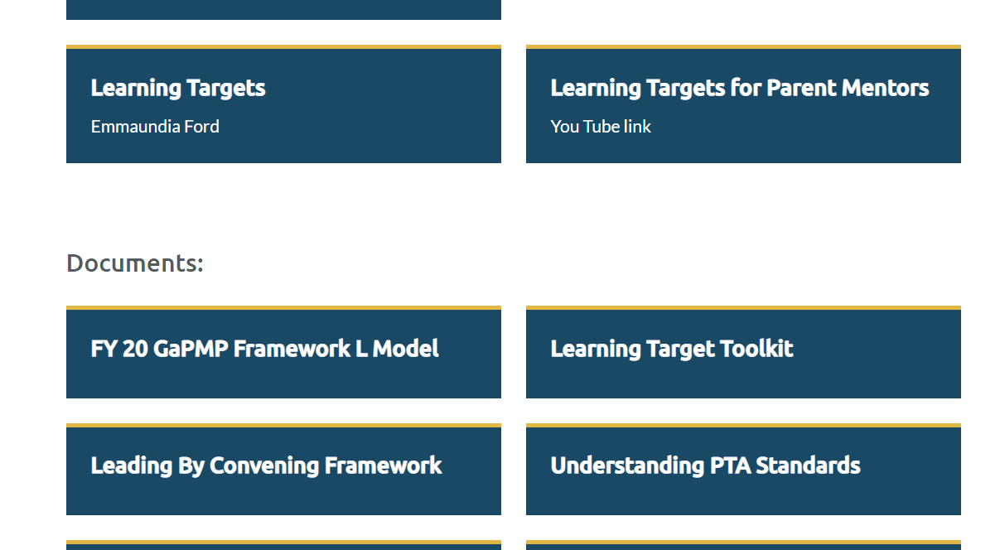 Learning Targets
Emmaundia Ford
Learning Targets for Parent Mentors
You Tube link
Documents:
FY 20 GaPMP Framework L Model
Learning Target Toolkit
Leading By Convening Framework
Understanding PTA Standards